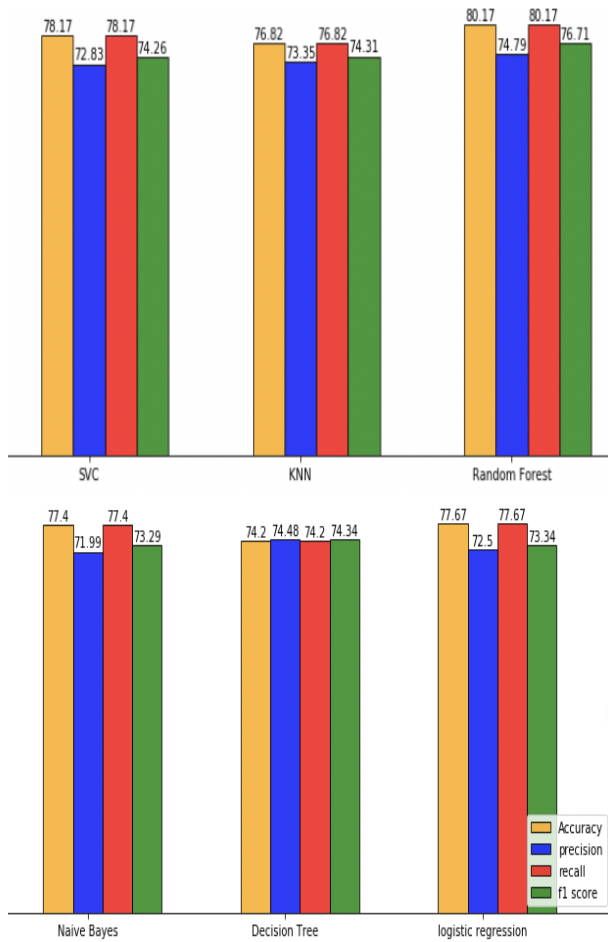 78.17 72.83 78.17 74.26 76.82 73.35 76.82 74.31 80.17 74.79 80.17 76.71
SVC KNN Random Forest
77.4 71.99 77.4 73.29 74.2 74.48 74.2 74.34 77.67 72.5 77.67 73.34
Accuracy
precision
recall
f1 score
Naive Bayes Decision Tree logistic regression